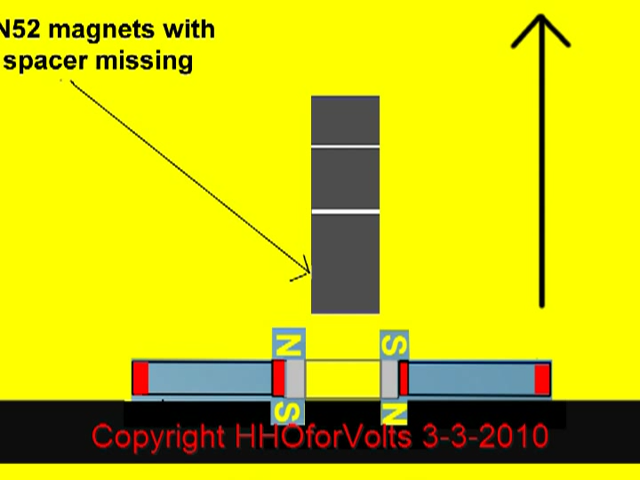 N52 magnets with
spacer missing
N S
S N
Copyright HHOforVolts 3-3-2010